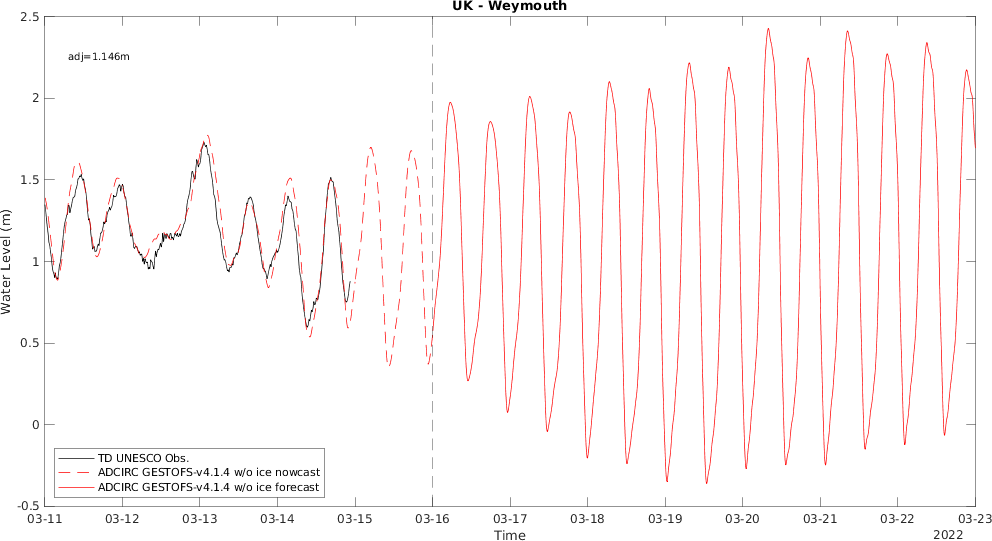 UK - Weymouth
adj=1.146m
2.5
2
1.5
1
0.5
0
-0.5
Water Level (m)
TD UNESCO Obs.
ADCIRC GESTOFS-v4.1.4 w/o ice nowcast
ADCIRC GESTOFS-v4.1.4 w/o ice forecast
03-11 03-12 03-13 03-14 03-15 03-16 03-17 03-18 03-19 03-20 03-21 03-22 03-23
Time
2022